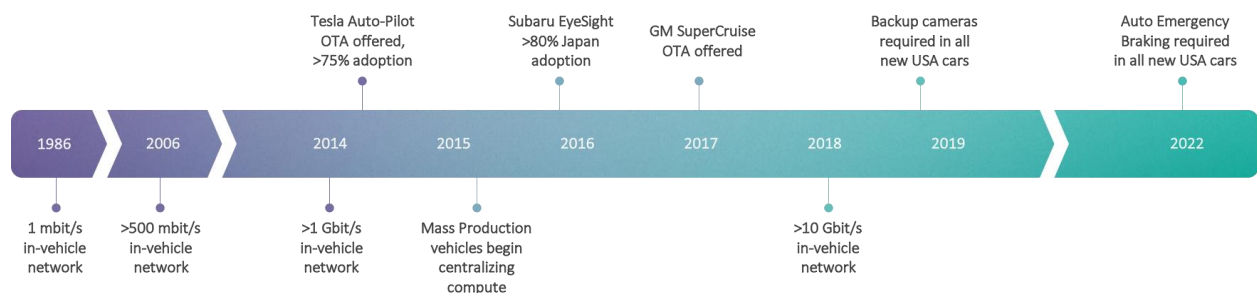 Tesla Auto-Pilot
OTA offered,
>75% adoption
Subaru EyeSight
>80% Japan
adoption
GM SuperCruise
OTA offered
Backup cameras
required in all
new USA cars
Auto Emergency
Braking required
in all new USA cars
1986
2006
2014
2015
2016
2017
2018
2019
2022
1 mbit/s
in-vehicle
network
>500 mbit/s
in-vehicle
network
>1 Gbit/s
in-vehicle
network
Mass Production
vehicles begin
centralizing
compute
>10 Gbit/s
in-vehicle
network